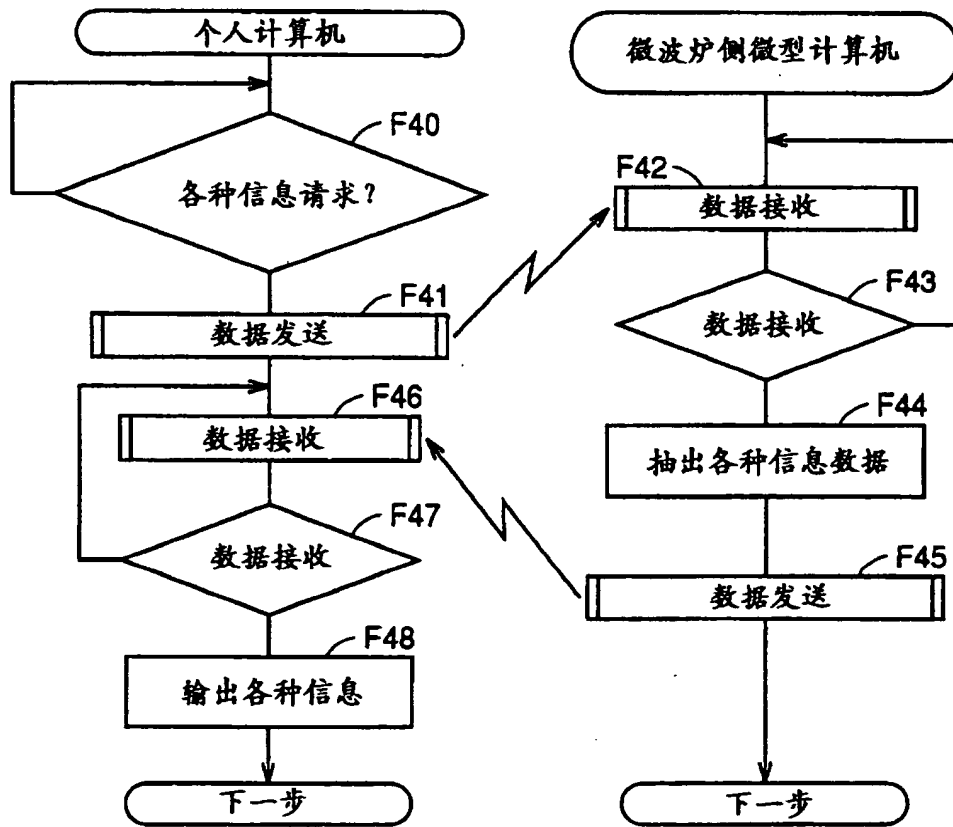 个人计算机
F40
各种信息请求?
F41
数据发送
F46
数据接收
F47
数据接收
F48
输出各种信息
下一步
微波炉侧微型计算机
F42
数据接收
F43
数据接收
F44
抽出各种信息数据
F45
数据发送
下一步